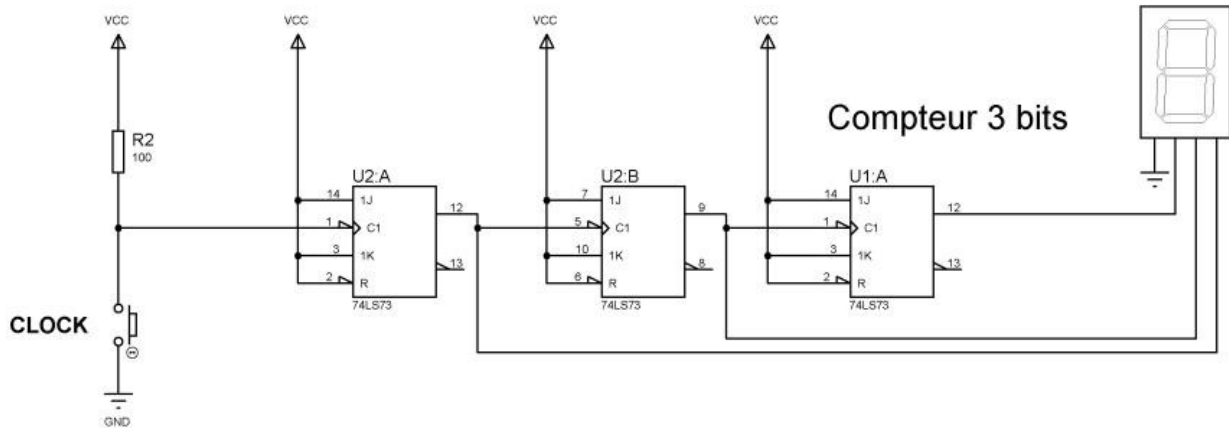 VCC
VCC
VCC
VCC
R2
100
Compteur 3 bits
U2:A
14
1J
1
C1
3
1K
2
R
12
13
74LS73
U2:B
7
1J
5
C1
10
1K
6
R
9
8
74LS73
U1:A
14
1J
1
C1
3
1K
2
R
12
13
74LS73
CLOCK
GND